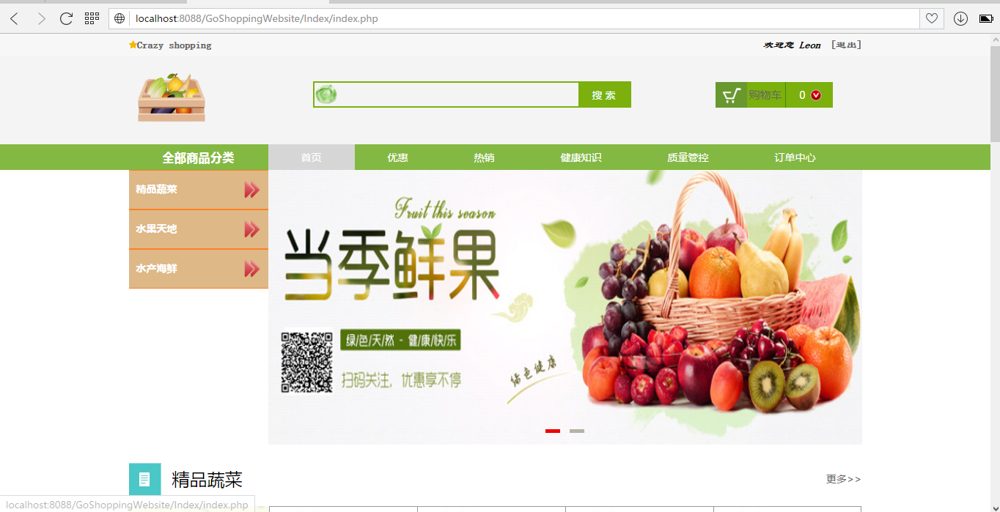 localhost:8088/GoShoppingWebsite/Index/index.php
Crazy shopping
欢迎您 Leon [退出]
搜 索
购物车 0
全部商品分类 首页 优惠 热销 健康知识 质量管控 订单中心
精品蔬菜
水果天地
水产海鲜
Fruit this season
当季鲜果
绿/色/天/然 - 健/康/快/乐
扫码关注，优惠享不停
绿色健康
精品蔬菜
更多>>
localhost:8088/GoShoppingWebsite/Index/index.php